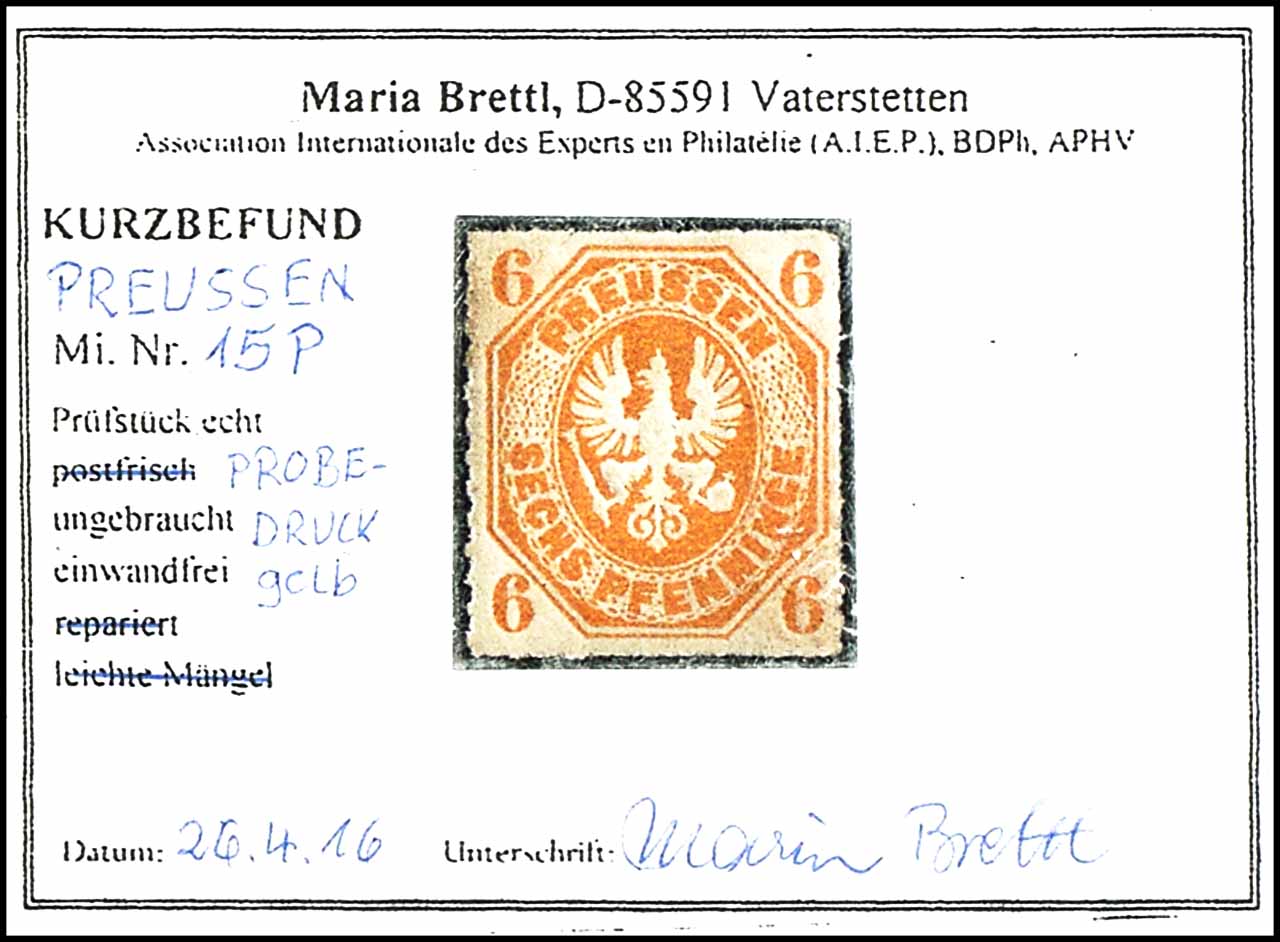 Maria Brettl, D-85591 Vaterstetten
Association Internationale des Experts en Philatélie (A.I.E.P.), BDPh, APHV
KURZBEFUND
PREUSSEN
Mi. Nr. 15P
Prüfstück echt
postfrisch PROBE-
ungebraucht DRUCK
einwandfrei gelb
repariert
leichte Mängel
6 6
PREUSSEN
SECHS PFENNINGE
6 6
Datum: 26.4.16 Unterschrift: Maria Brettl